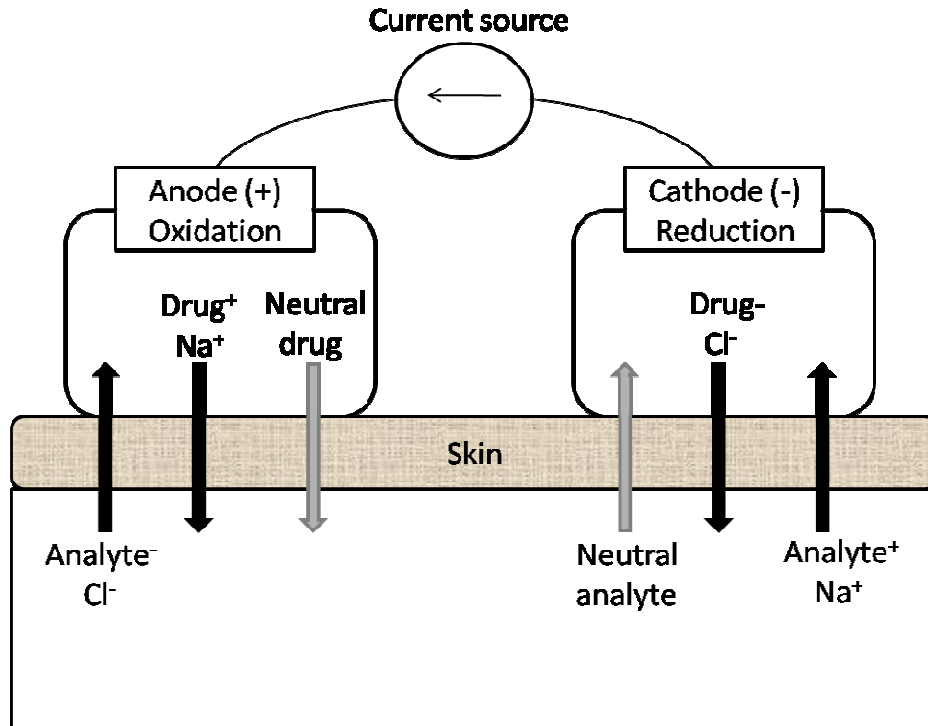 Current source
Anode (+)
Oxidation
Cathode (-)
Reduction
Drug⁺
Na⁺
Neutral
drug
Drug-
Cl⁻
Skin
Analyte⁻
Cl⁻
Neutral
analyte
Analyte⁺
Na⁺